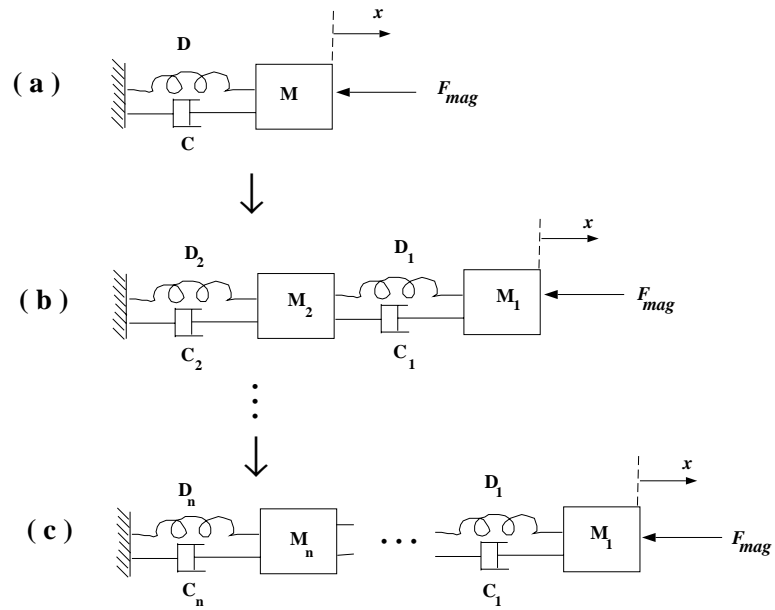 x
D
( a )
M
F_mag
C
x
D_2
D_1
( b )
M_2
M_1
F_mag
C_2
C_1
x
D_n
D_1
( c )
M_n
M_1
F_mag
C_n
C_1